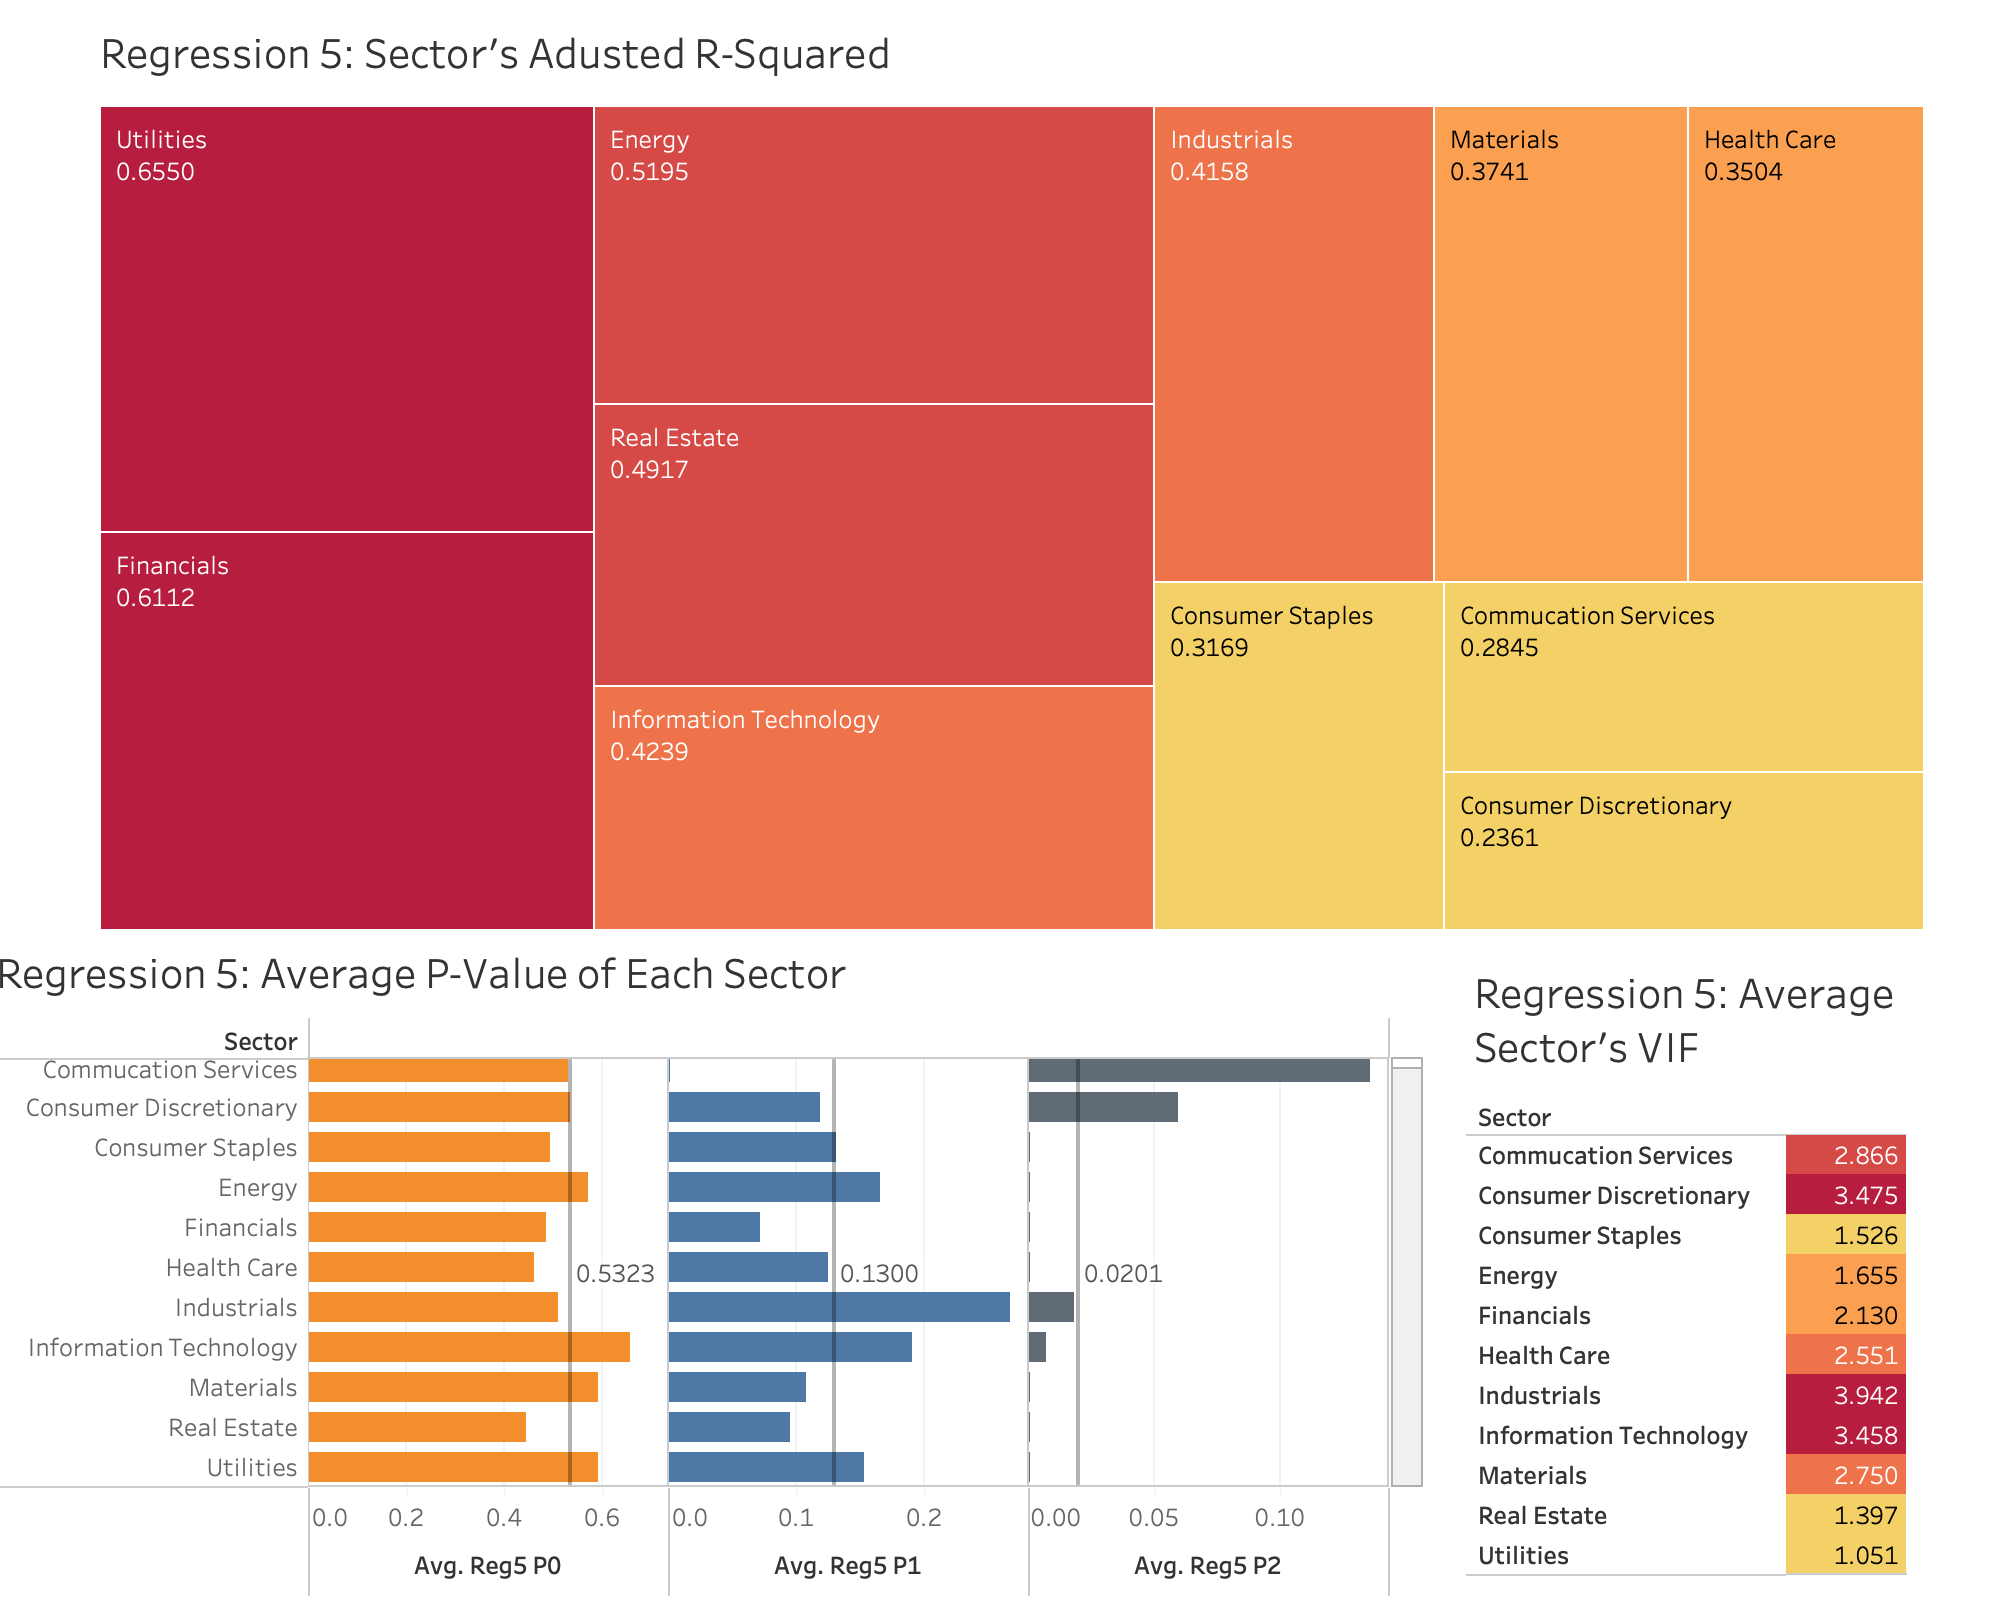 Regression 5: Sector's Adusted R-Squared
Utilities
0.6550
Financials
0.6112
Energy
0.5195
Real Estate
0.4917
Information Technology
0.4239
Industrials
0.4158
Materials
0.3741
Health Care
0.3504
Consumer Staples
0.3169
Commucation Services
0.2845
Consumer Discretionary
0.2361
Regression 5: Average P-Value of Each Sector
Sector
Commucation Services
Consumer Discretionary
Consumer Staples
Energy
Financials
Health Care
Industrials
Information Technology
Materials
Real Estate
Utilities
0.5323
0.1300
0.0201
0.0 0.2 0.4 0.6
0.0 0.1 0.2
0.00 0.05 0.10
Avg. Reg5 P0
Avg. Reg5 P1
Avg. Reg5 P2
Regression 5: Average
Sector's VIF
Sector
Commucation Services 2.866
Consumer Discretionary 3.475
Consumer Staples 1.526
Energy 1.655
Financials 2.130
Health Care 2.551
Industrials 3.942
Information Technology 3.458
Materials 2.750
Real Estate 1.397
Utilities 1.051